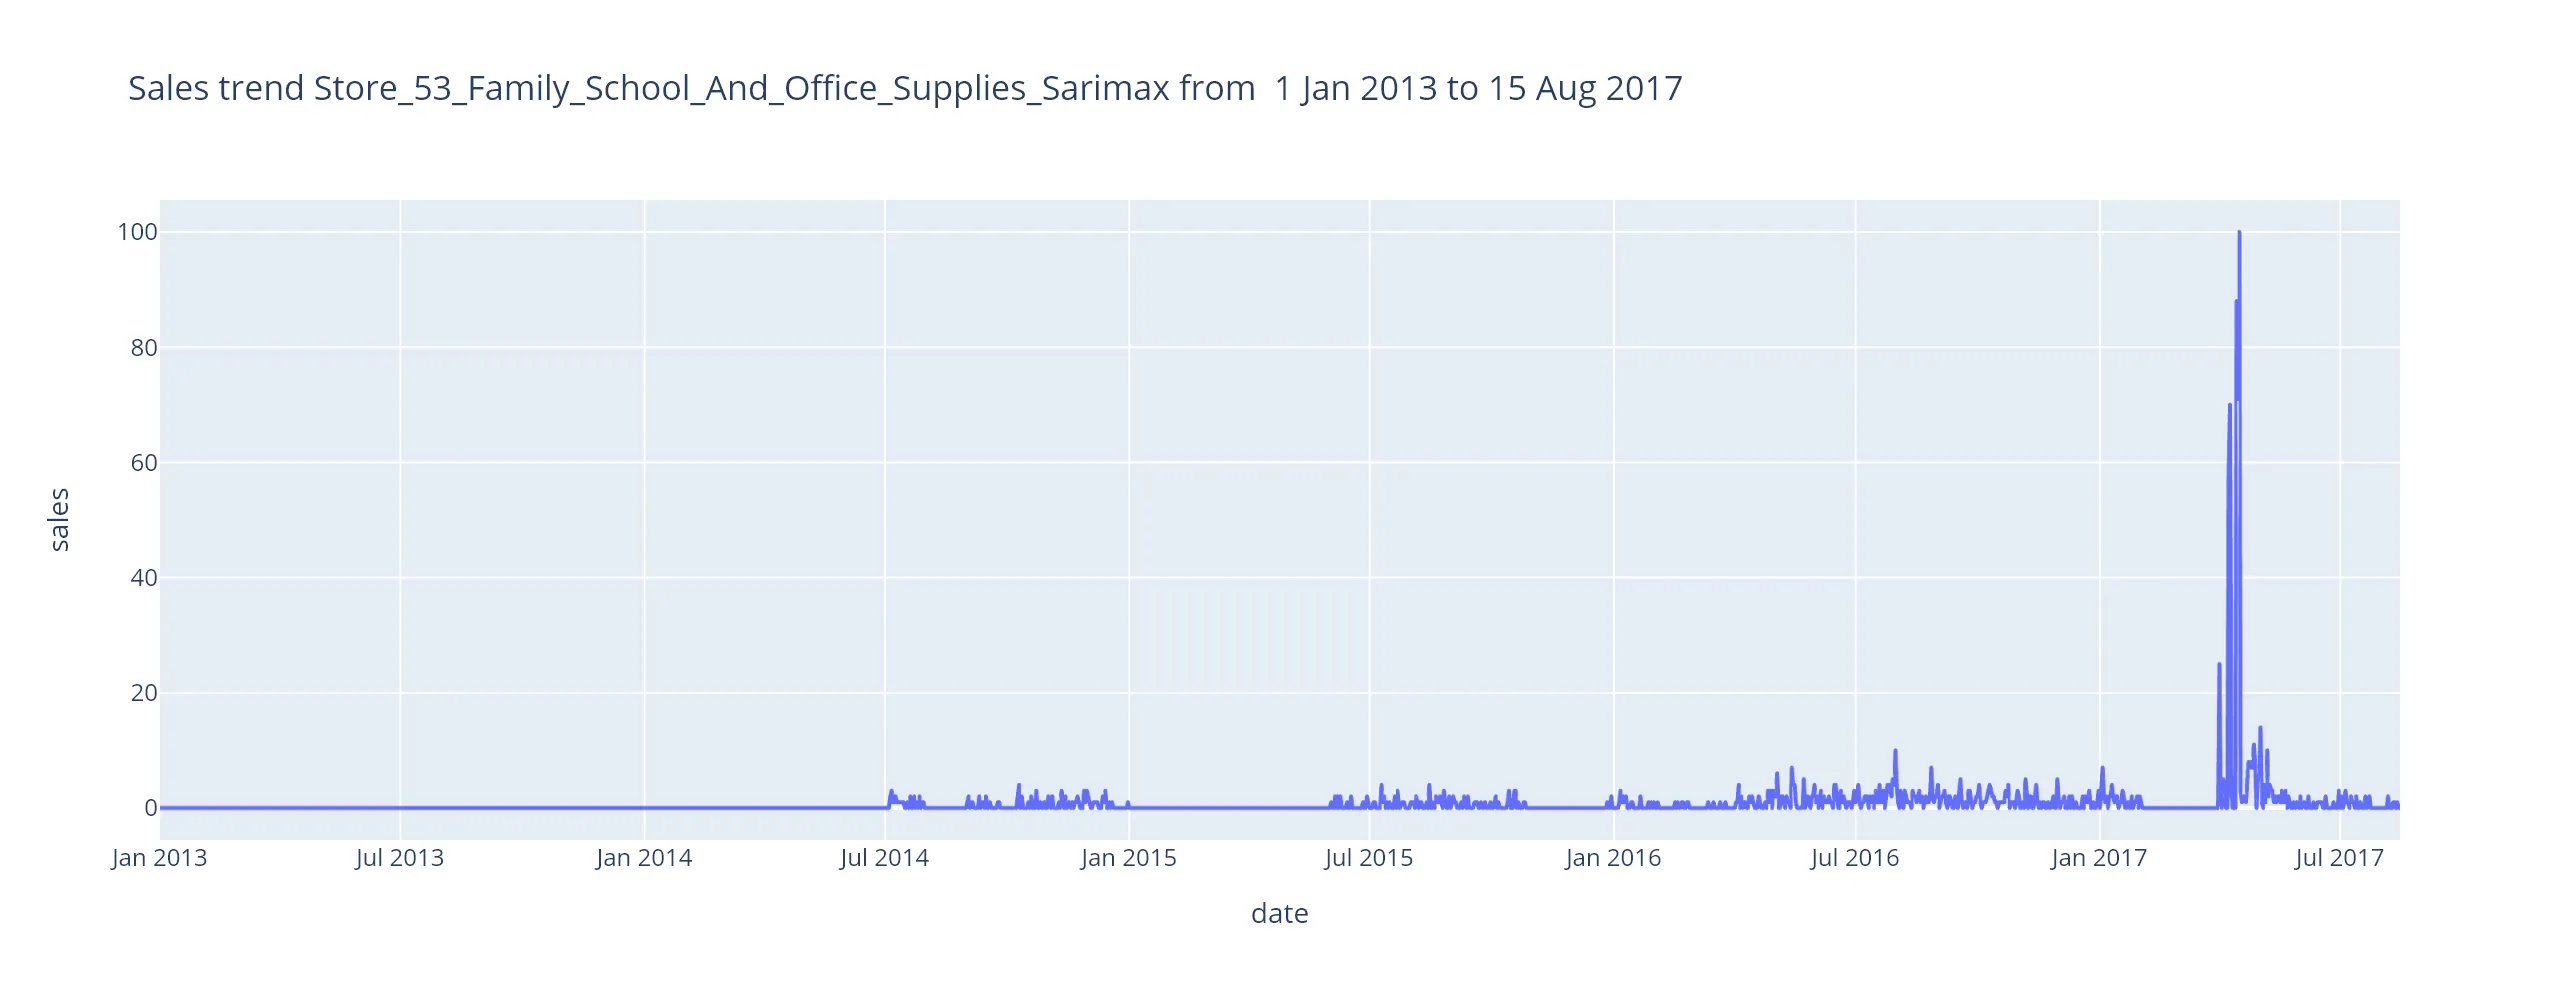 Sales trend Store_53_Family_School_And_Office_Supplies_Sarimax from  1 Jan 2013 to 15 Aug 2017
100
80
60
40
20
0
sales
Jan 2013 Jul 2013 Jan 2014 Jul 2014 Jan 2015 Jul 2015 Jan 2016 Jul 2016 Jan 2017 Jul 2017
date